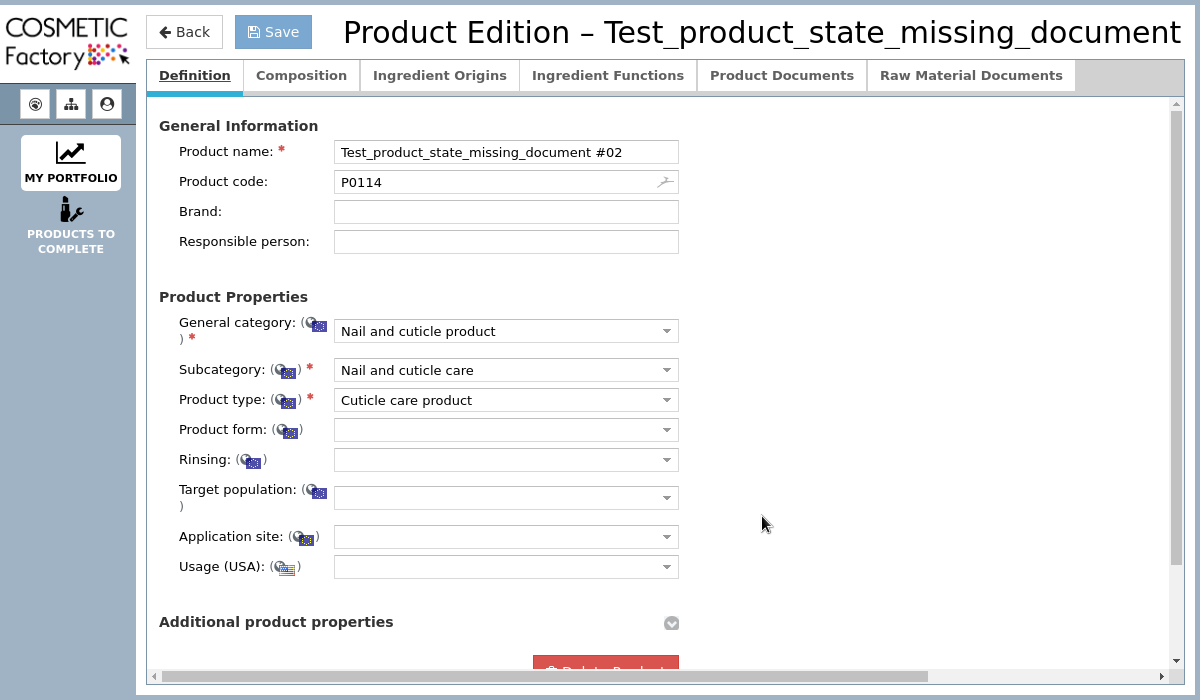 COSMETIC
Factory
Back
Save
Product Edition – Test_product_state_missing_document
Definition
Composition
Ingredient Origins
Ingredient Functions
Product Documents
Raw Material Documents
MY PORTFOLIO
PRODUCTS TO
COMPLETE
General Information
Product name: *
Test_product_state_missing_document #02
Product code:
P0114
Brand:
Responsible person:
Product Properties
General category: (
) *
Nail and cuticle product
Subcategory: ( ) *
Nail and cuticle care
Product type: ( ) *
Cuticle care product
Product form: ( )
Rinsing: ( )
Target population: (
)
Application site: ( )
Usage (USA): ( )
Additional product properties
Delete Product